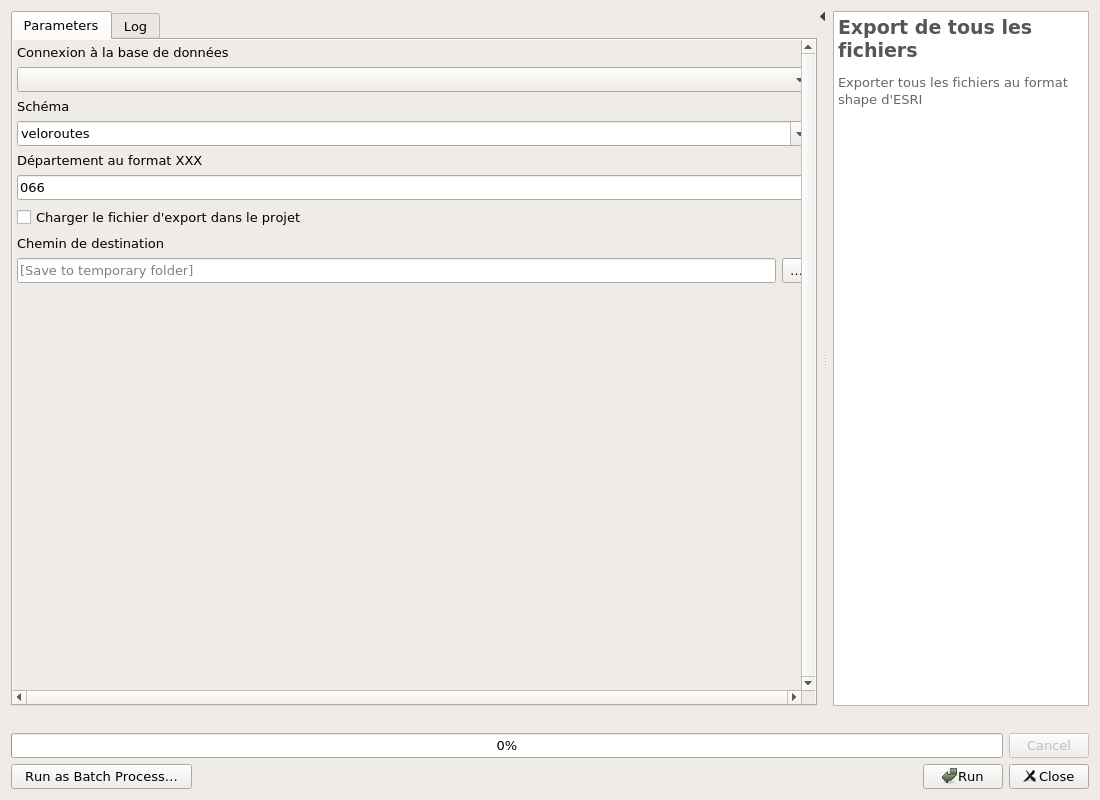 Parameters
Log
Connexion à la base de données
Schéma
veloroutes
Département au format XXX
066
Charger le fichier d'export dans le projet
Chemin de destination
[Save to temporary folder]
...
Export de tous les
fichiers
Exporter tous les fichiers au format
shape d'ESRI
0%
Cancel
Run as Batch Process...
Run
Close